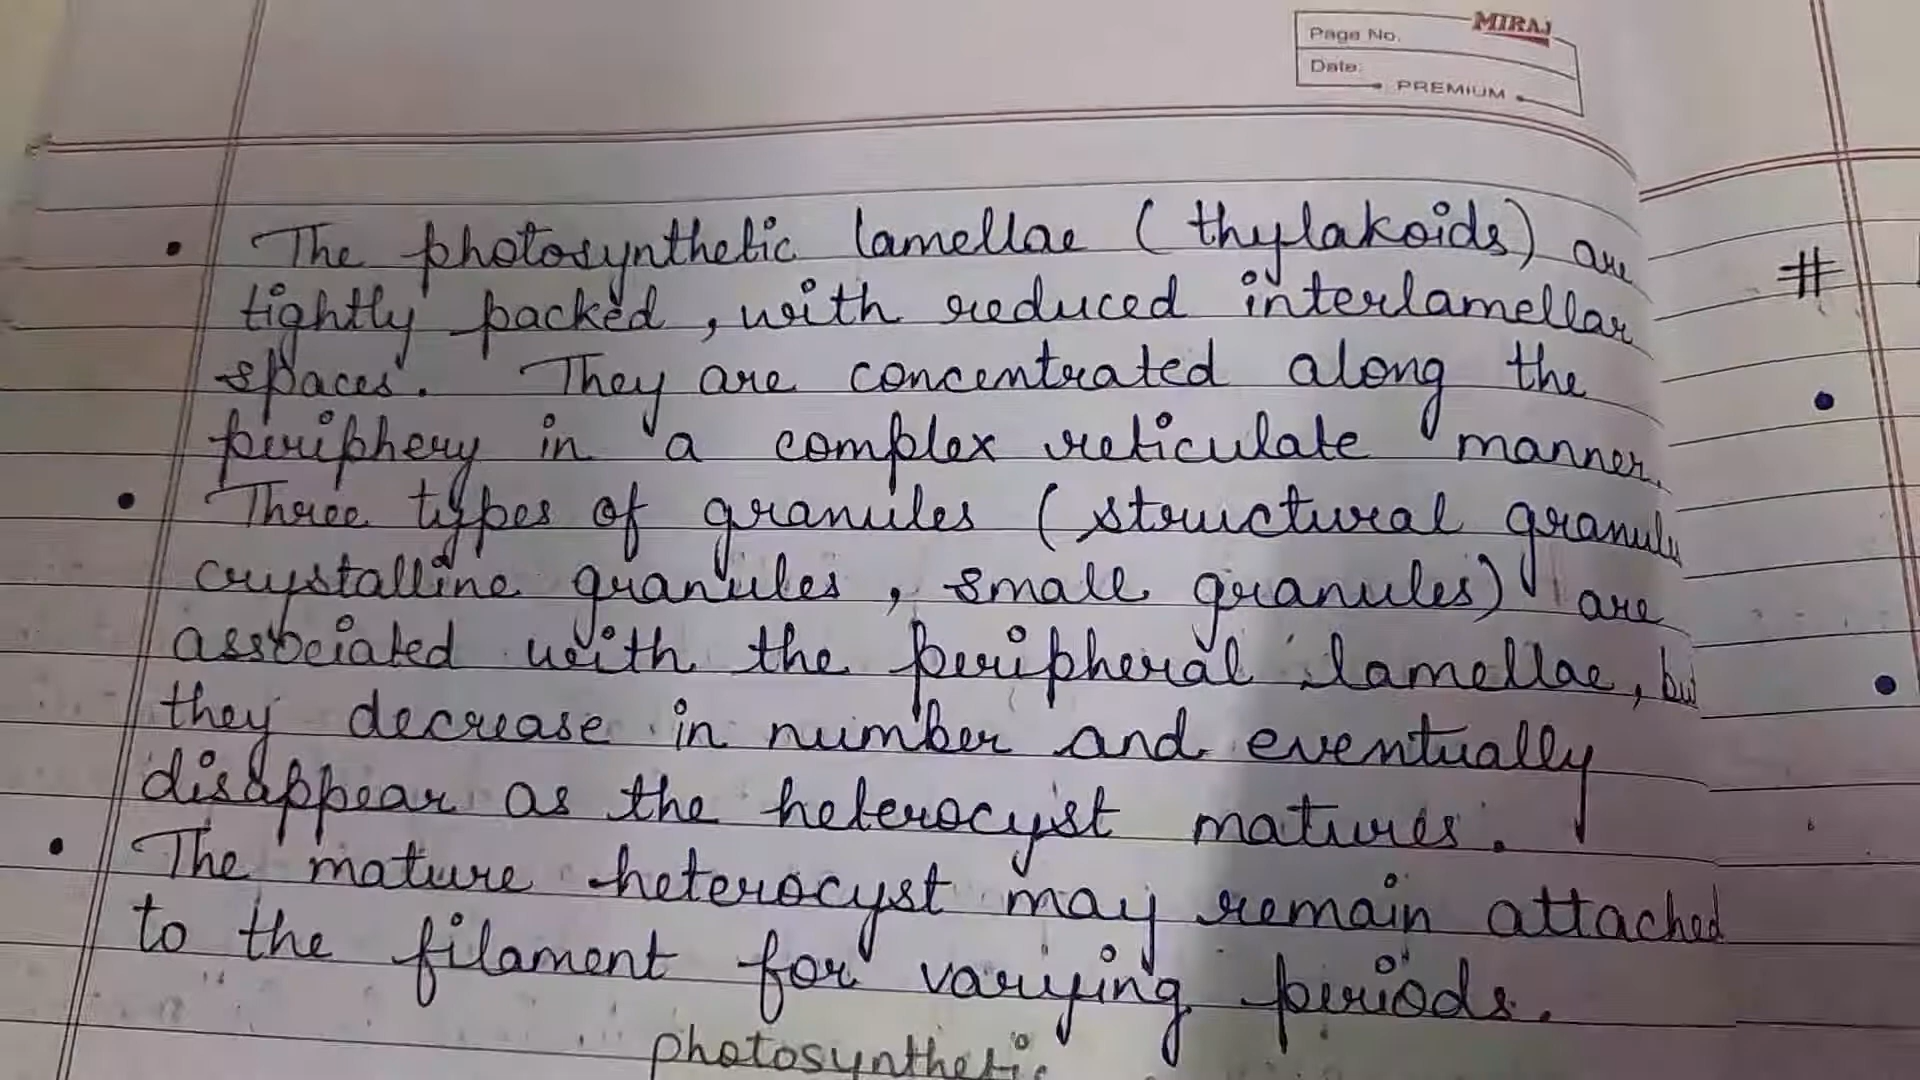 MIRAJ
Page No.
Date:
PREMIUM
• The photosynthetic lamellae (thylakoids) are
tightly packed, with reduced interlamellar
spaces. They are concentrated along the
periphery in a complex reticulate manner.
• Three types of granules (structural
crystalline granules, small granules) are
associated with the peripheral lamellae, but
they decrease in number and eventually
disappear as the heterocyst matures.
• The mature heterocyst may remain attached
to the filament for varying periods.
photosynthetic
#